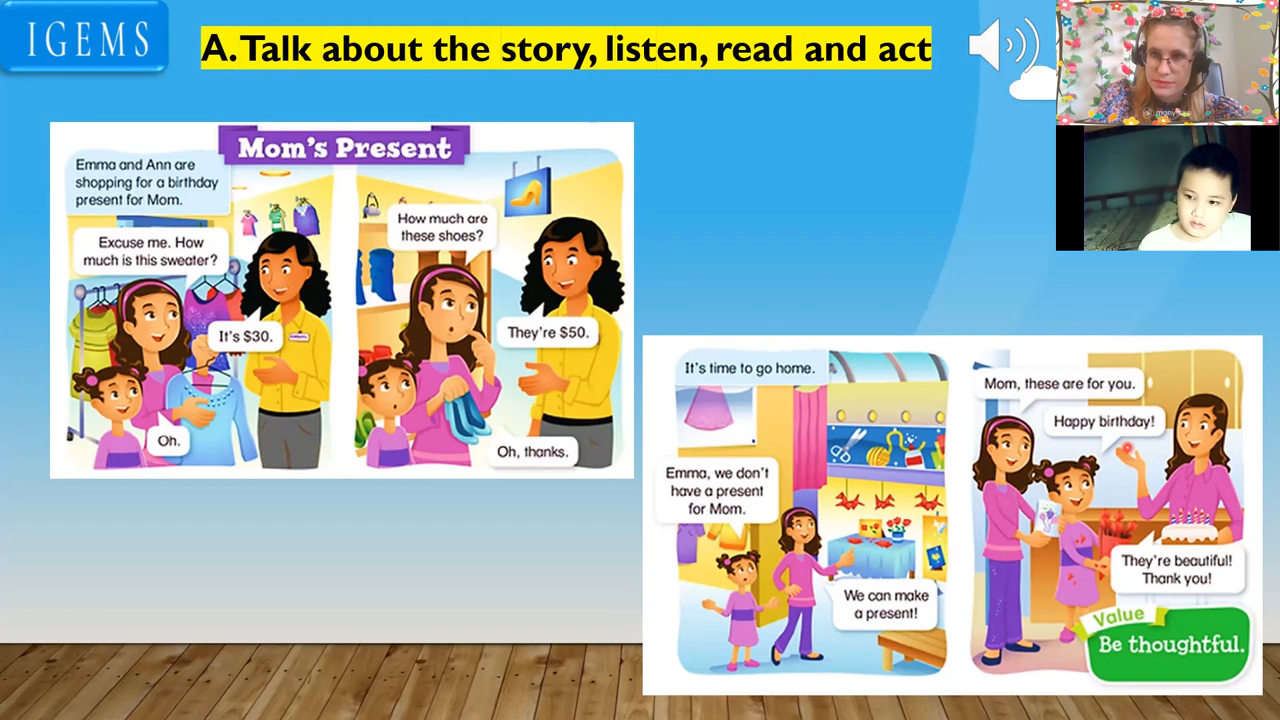 IGEMS
A. Talk about the story, listen, read and act
Mom's Present
Emma and Ann are
shopping for a birthday
present for Mom.
Excuse me. How
much is this sweater?
It's $30.
Oh.
How much are
these shoes?
They're $50.
Oh, thanks.
It's time to go home.
Emma, we don't
have a present
for Mom.
We can make
a present!
Mom, these are for you.
Happy birthday!
They're beautiful!
Thank you!
Value
Be thoughtful.